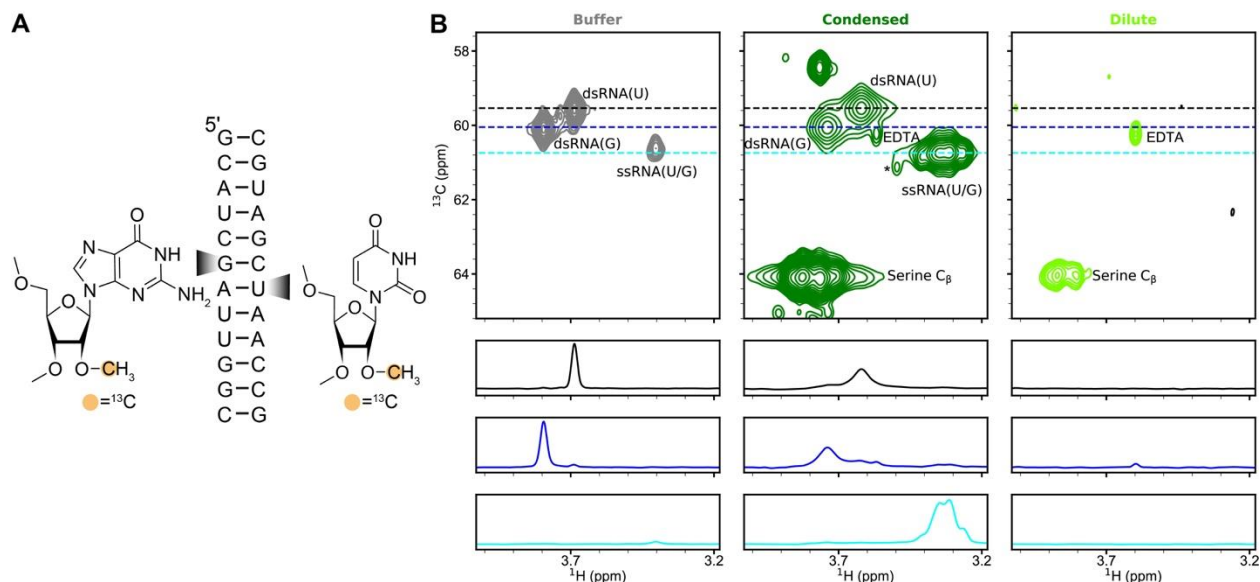 A
5'
G–C
C–G
A–U
U–A
C–G
G–C
A–U
U–A
U–A
G–C
G–C
C–G
O
N
NH
N
N
NH₂
O
O
O
O–CH₃
=¹³C
O
NH
N
O
O
O
O
O–CH₃
=¹³C
B
Buffer
Condensed
Dilute
¹³C (ppm)
58
60
62
64
dsRNA(U)
dsRNA(G)
ssRNA(U/G)
dsRNA(U)
dsRNA(G)
EDTA
*
ssRNA(U/G)
Serine Cβ
EDTA
Serine Cβ
3.7
3.2
¹H (ppm)
3.7
3.2
¹H (ppm)
3.7
3.2
¹H (ppm)